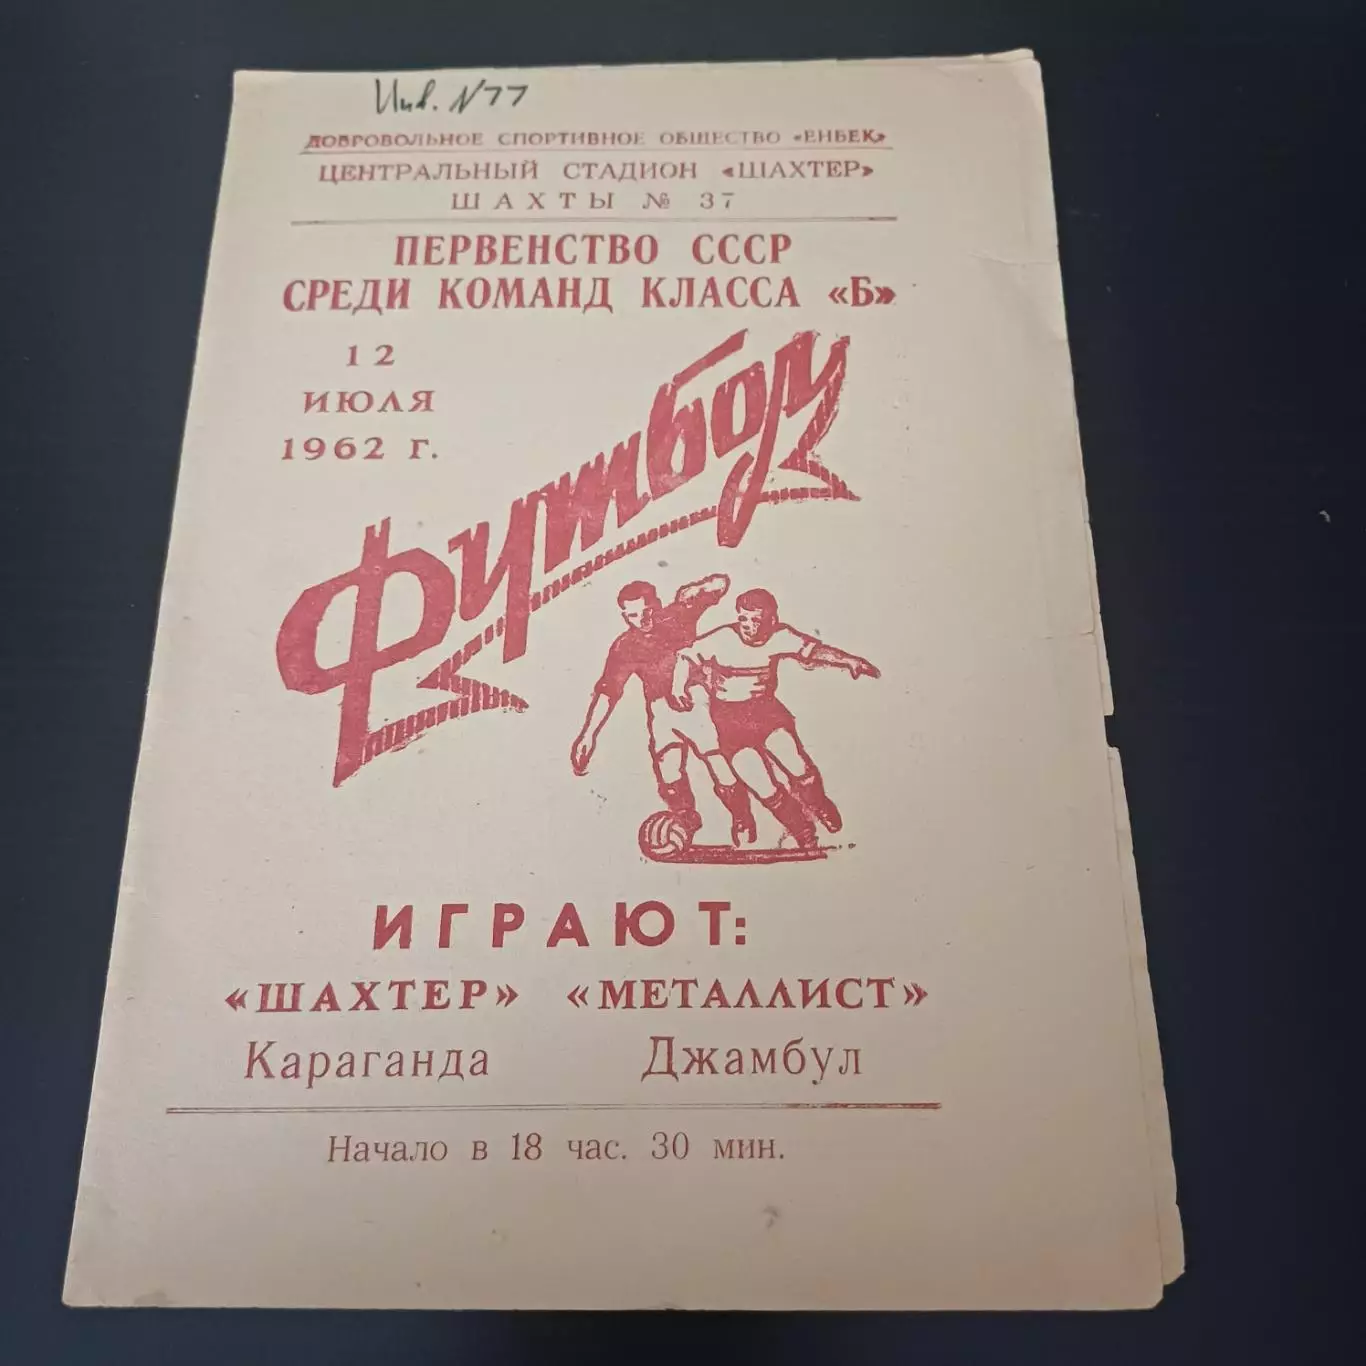 Инв. N77
ДОБРОВОЛЬНОЕ СПОРТИВНОЕ ОБЩЕСТВО «ЕНБЕК»
ЦЕНТРАЛЬНЫЙ СТАДИОН «ШАХТЕР»
ШАХТЫ № 37
ПЕРВЕНСТВО СССР
СРЕДИ КОМАНД КЛАССА «Б»
12
ИЮЛЯ
1962 г.
Футбол
ИГРАЮТ:
«ШАХТЕР» «МЕТАЛЛИСТ»
Караганда Джамбул
Начало в 18 час. 30 мин.